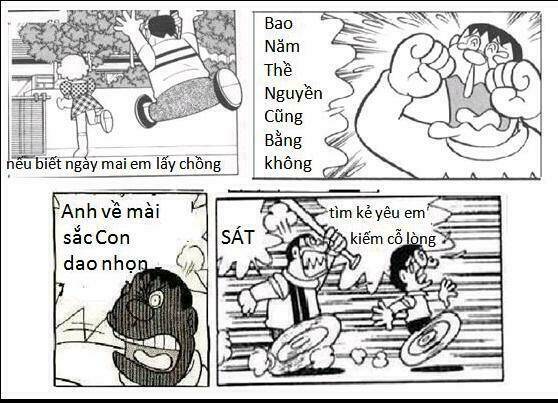 nếu biết ngày mai em lấy chồng
Bao
Năm
Thề
Nguyền
Cũng
Bằng
không
Anh về mài
sắc Con
dao nhọn
SÁT
tìm kẻ yêu em
kiếm cỗ lòng